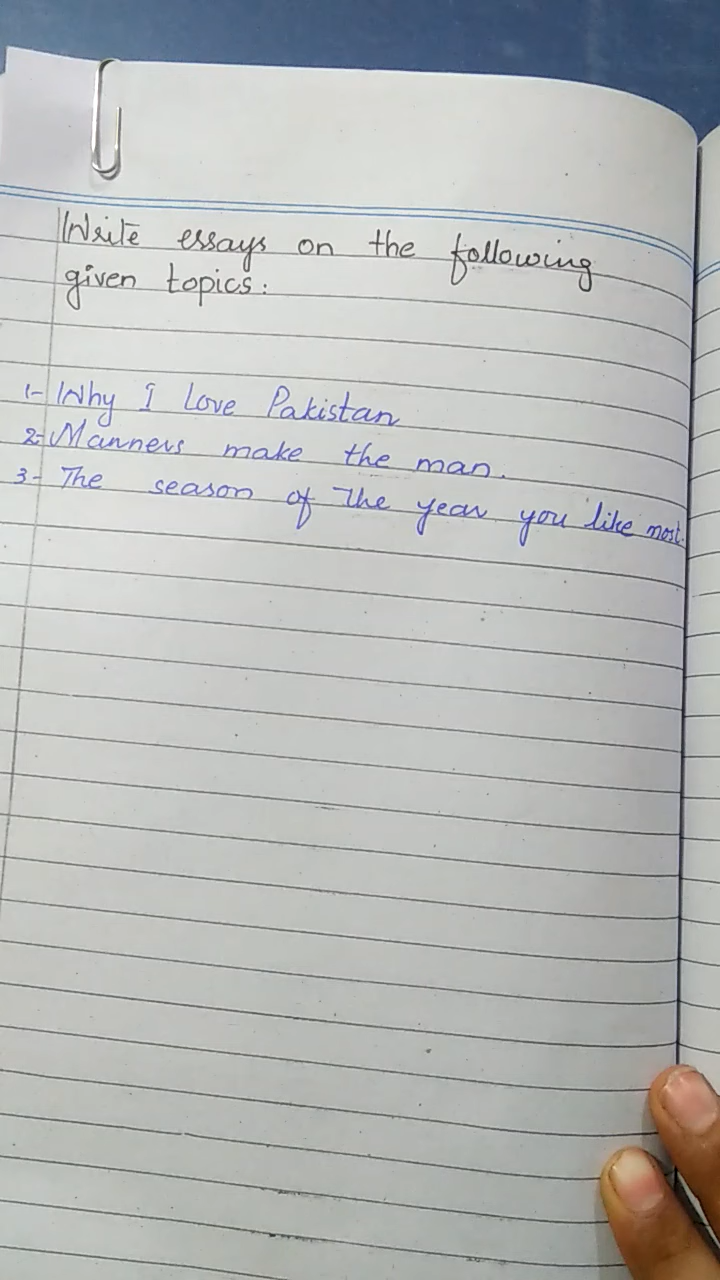 Write essays on the following
given topics:
1- Why I Love Pakistan
2- Manners make the man.
3- The season of the year you like most.